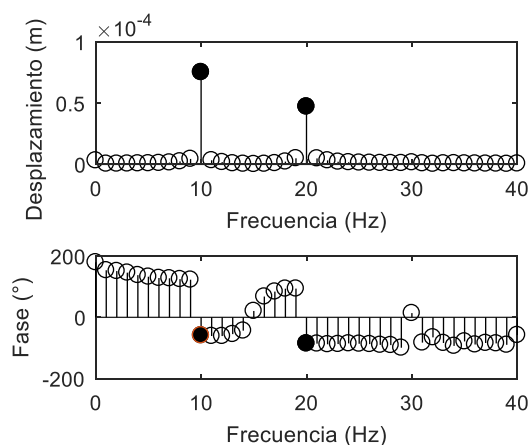 × 10⁻⁴
1
0.5
0
Desplazamiento (m)
0 10 20 30 40
Frecuencia (Hz)
200
0
-200
Fase (°)
0 10 20 30 40
Frecuencia (Hz)